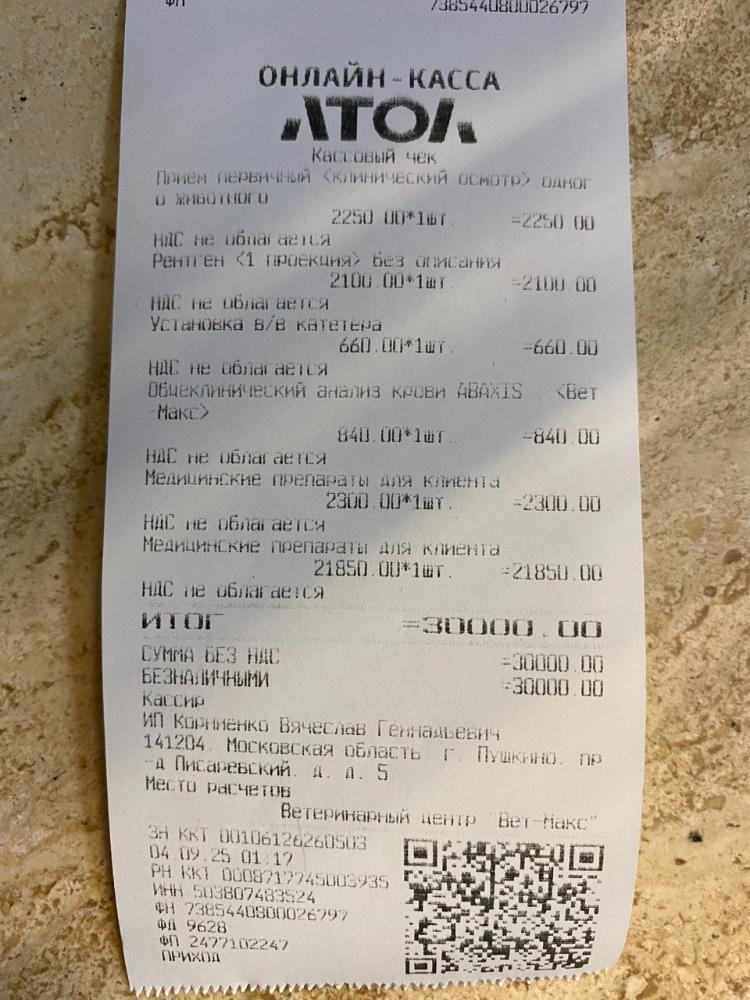 ФП 7385440800026797
ОНЛАЙН-КАССА
АТОЛ
Кассовый чек
Прием первичный <клинический осмотр> одног
о животного
2250.00*1шт. =2250.00
НДС не облагается
Рентген <1 проекция> без описания
2100.00*1шт. =2100.00
НДС не облагается
Установка в/в катетера
660.00*1шт. =660.00
НДС не облагается
Общеклинический анализ крови ABAXIS . <Вет
-Макс>
840.00*1шт. =840.00
НДС не облагается
Медицинские препараты для клиента
2300.00*1шт. =2300.00
НДС не облагается
Медицинские препараты для клиента
21850.00*1шт. =21850.00
НДС не облагается
ИТОГ =30000.00
СУММА БЕЗ НДС =30000.00
БЕЗНАЛИЧНЫМИ =30000.00
Кассир
ИП Корниенко Вячеслав Геннадьевич
141204, Московская область, г. Пушкино, пр
-д Писаревский, д. д. 5
Место расчетов
Ветеринарный центр "Вет-Макс"
ЗН ККТ 00106126260503
04.09.25 01:17
РН ККТ 0008717745003935
ИНН 503807483524
ФН 7385440800026797
ФД 9628
ФП 2477102247
ПРИХОД